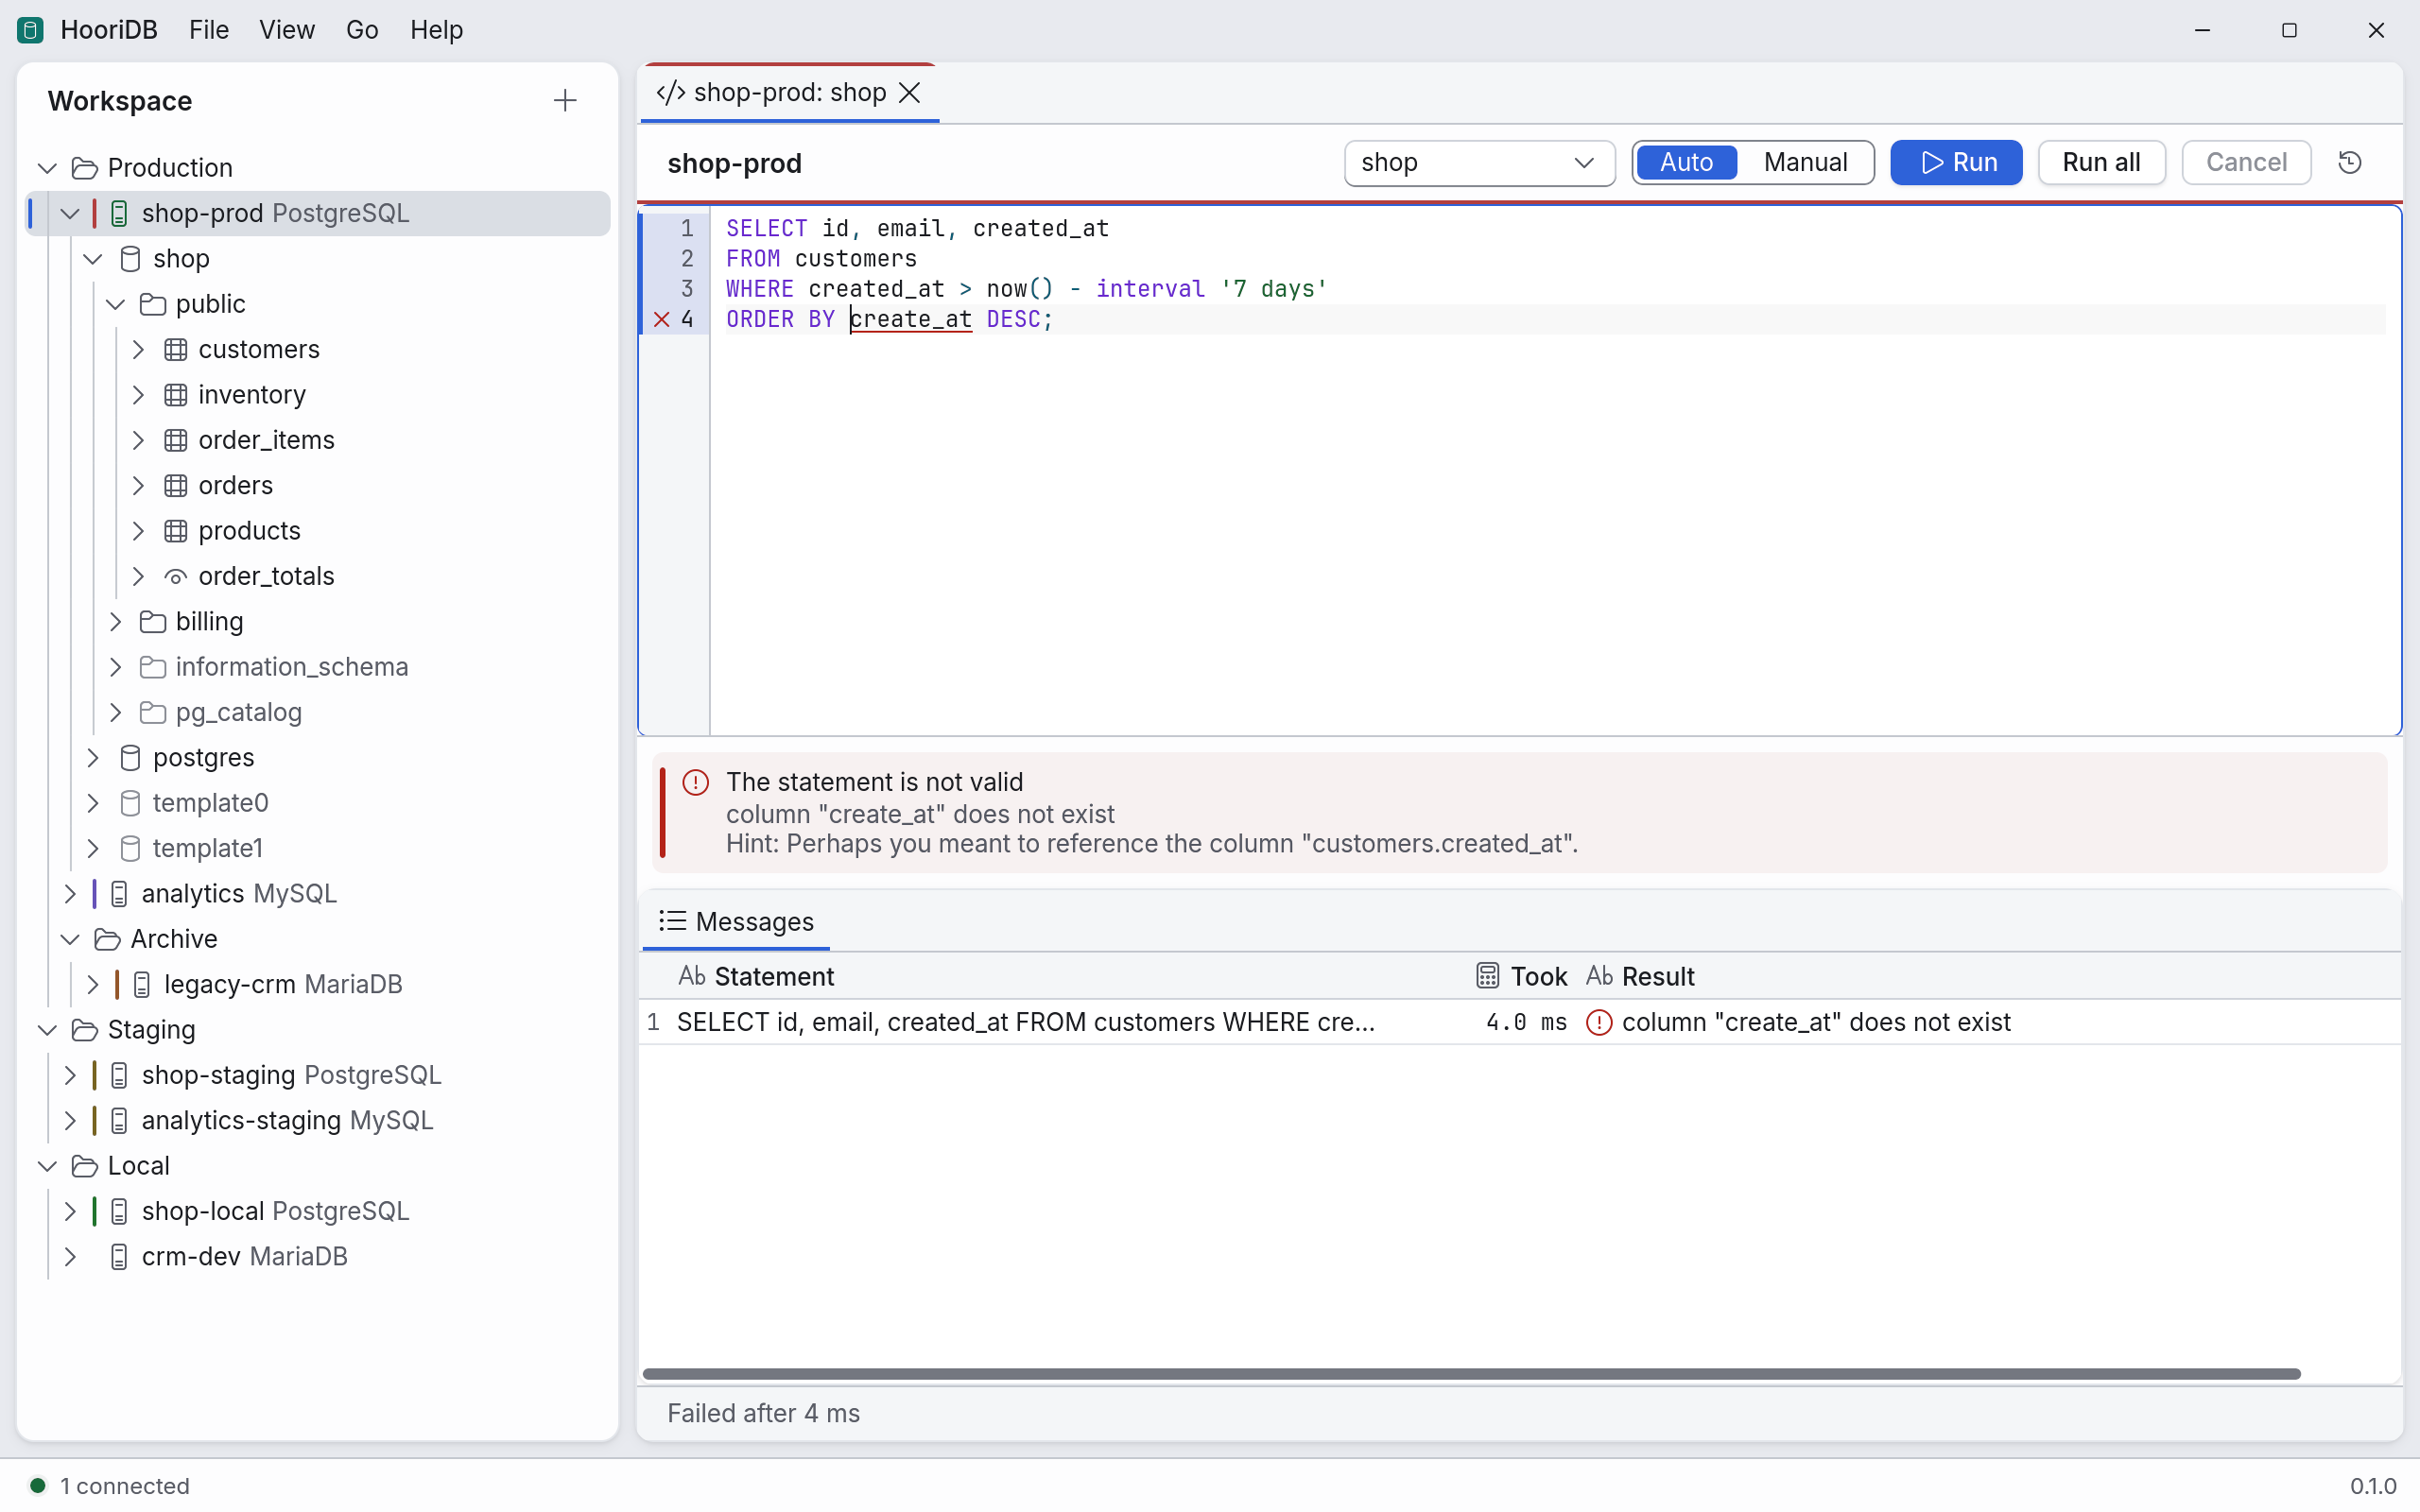 HooriDB File View Go Help
Workspace
Production
shop-prod PostgreSQL
shop
public
customers
inventory
order_items
orders
products
order_totals
billing
information_schema
pg_catalog
postgres
template0
template1
analytics MySQL
Archive
legacy-crm MariaDB
Staging
shop-staging PostgreSQL
analytics-staging MySQL
Local
shop-local PostgreSQL
crm-dev MariaDB
shop-prod: shop
shop-prod shop Auto Manual Run Run all Cancel
1 SELECT id, email, created_at
2 FROM customers
3 WHERE created_at > now() - interval '7 days'
4 ORDER BY create_at DESC;
The statement is not valid
column "create_at" does not exist
Hint: Perhaps you meant to reference the column "customers.created_at".
Messages
Ab Statement Took Ab Result
1 SELECT id, email, created_at FROM customers WHERE cre... 4.0 ms column "create_at" does not exist
Failed after 4 ms
1 connected 0.1.0